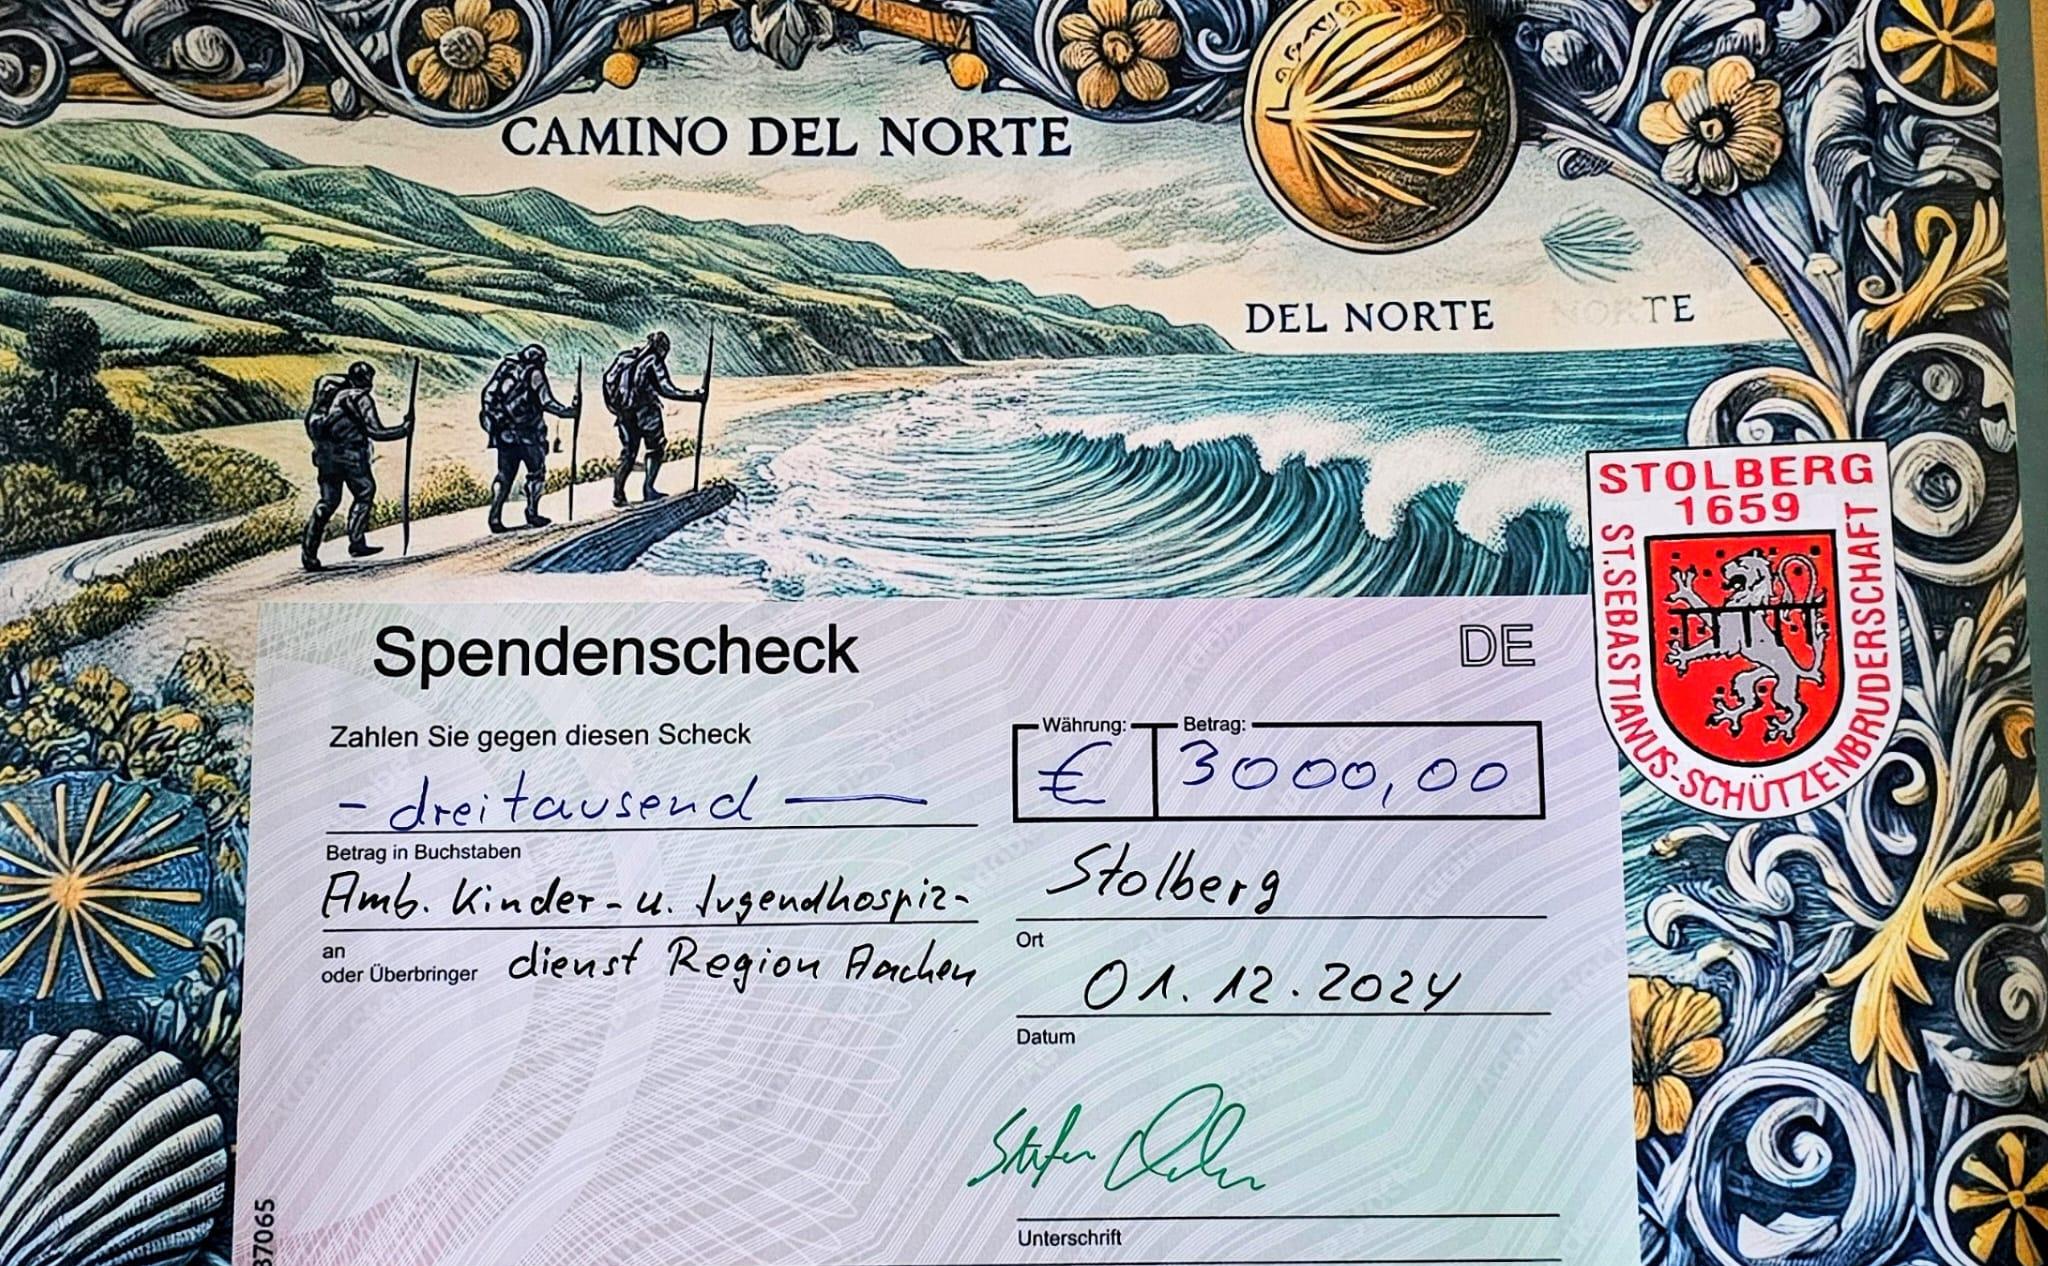 CAMINO DEL NORTE
DEL NORTE NORTE
STOLBERG
1659
ST. SEBASTIANUS-SCHÜTZENBRUDERSCHAFT
Spendenscheck
DE
Zahlen Sie gegen diesen Scheck
Währung: Betrag:
- dreitausend —
€ 3000,00
Betrag in Buchstaben
Amb. Kinder- u. Jugendhospiz-
Stolberg
an
oder Überbringer dienst Region Aachen
Ort
01.12.2024
Datum
Unterschrift
37065